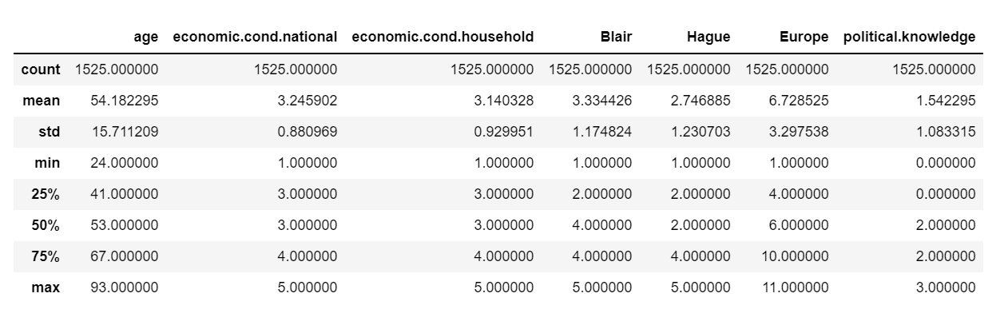 age economic.cond.national economic.cond.household Blair Hague Europe political.knowledge
count 1525.000000 1525.000000 1525.000000 1525.000000 1525.000000 1525.000000 1525.000000
mean 54.182295 3.245902 3.140328 3.334426 2.746885 6.728525 1.542295
std 15.711209 0.880969 0.929951 1.174824 1.230703 3.297538 1.083315
min 24.000000 1.000000 1.000000 1.000000 1.000000 1.000000 0.000000
25% 41.000000 3.000000 3.000000 2.000000 2.000000 4.000000 0.000000
50% 53.000000 3.000000 3.000000 4.000000 2.000000 6.000000 2.000000
75% 67.000000 4.000000 4.000000 4.000000 4.000000 10.000000 2.000000
max 93.000000 5.000000 5.000000 5.000000 5.000000 11.000000 3.000000